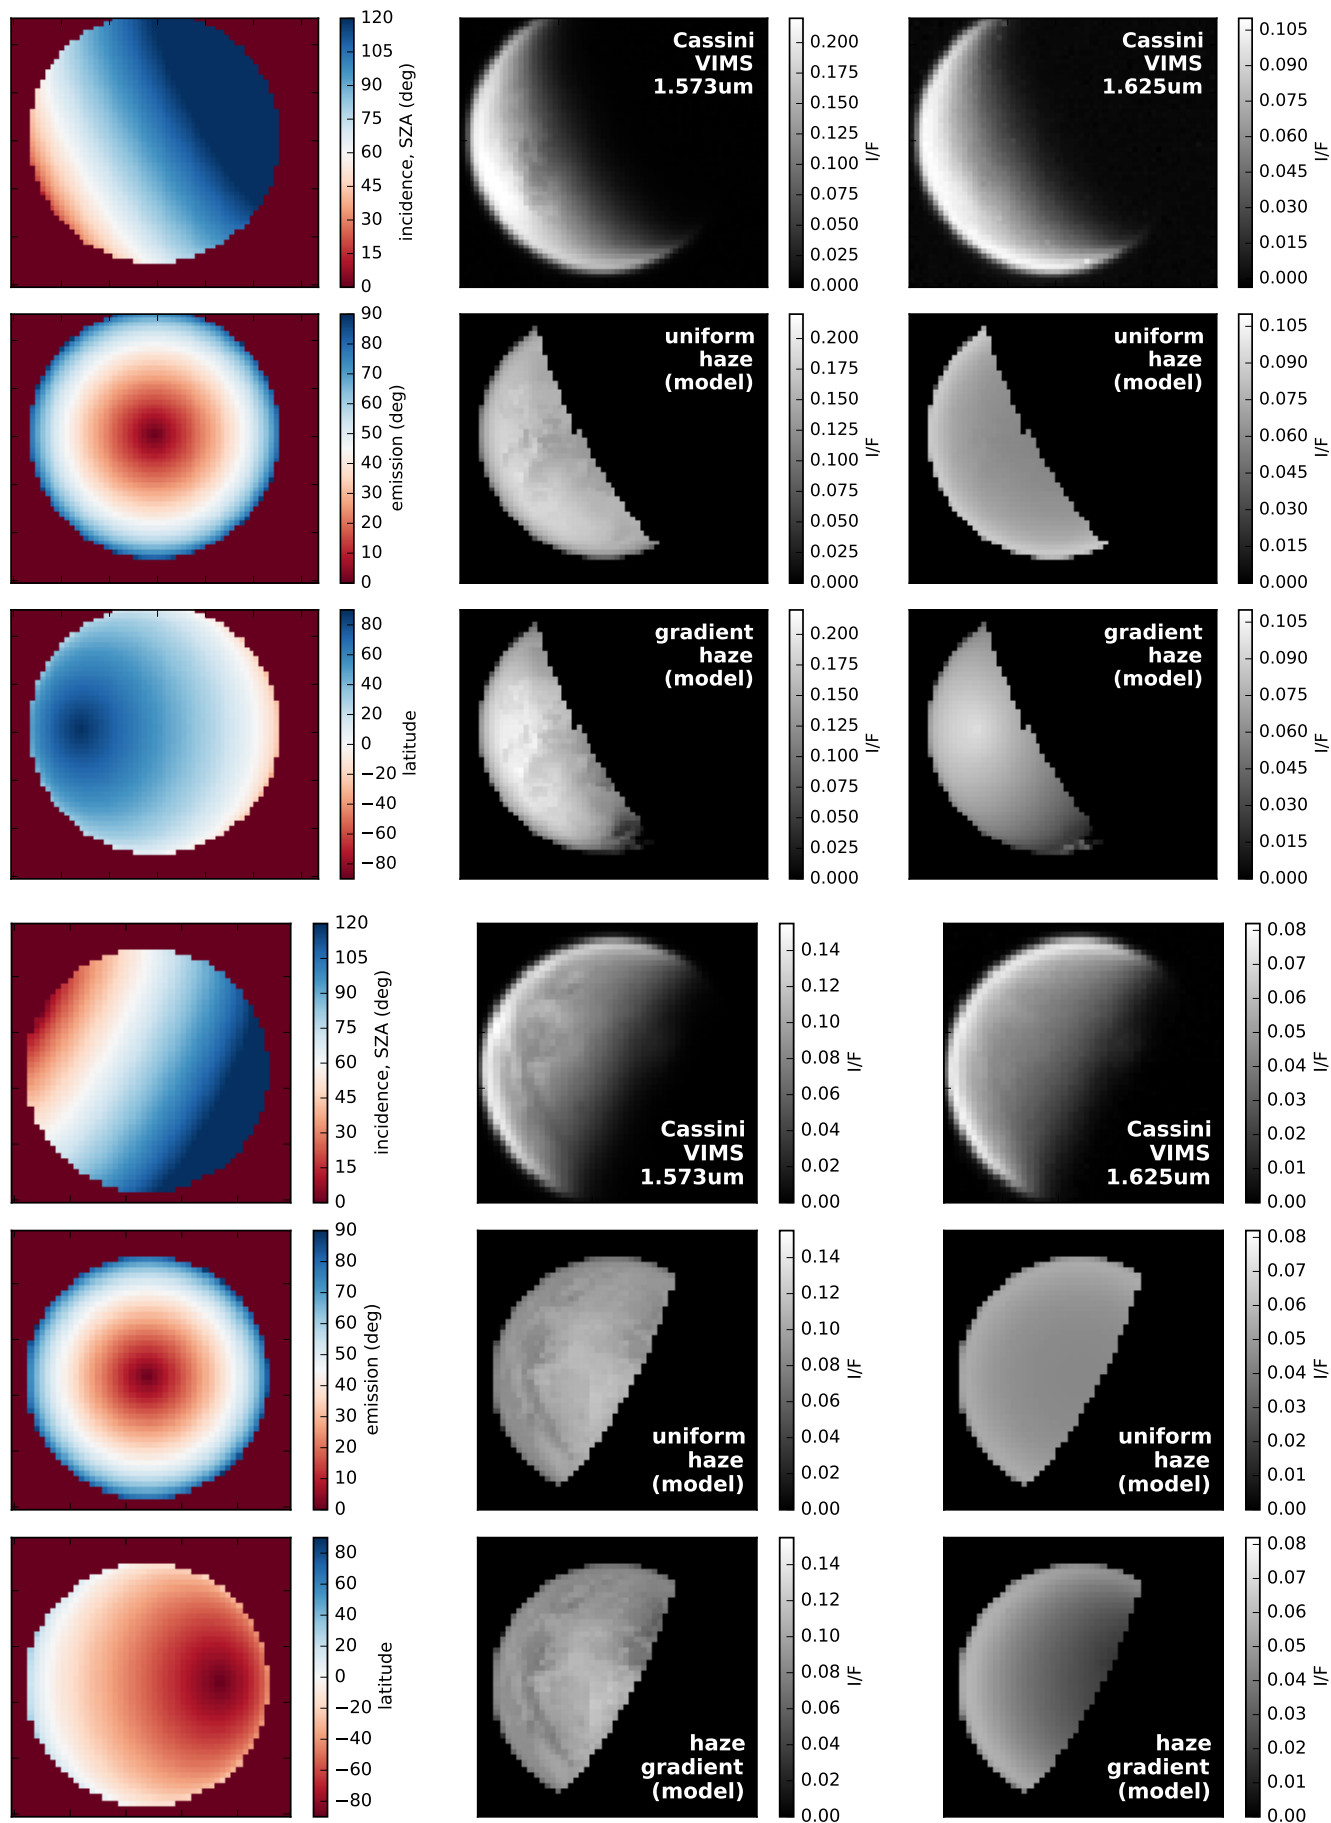 120
105
90
75
60
45
30
15
0
incidence, SZA (deg)
Cassini
VIMS
1.573um
0.200
0.175
0.150
0.125
0.100
0.075
0.050
0.025
0.000
I/F
Cassini
VIMS
1.625um
0.105
0.090
0.075
0.060
0.045
0.030
0.015
0.000
I/F
90
80
70
60
50
40
30
20
10
0
emission (deg)
uniform
haze
(model)
0.200
0.175
0.150
0.125
0.100
0.075
0.050
0.025
0.000
I/F
uniform
haze
(model)
0.105
0.090
0.075
0.060
0.045
0.030
0.015
0.000
I/F
80
60
40
20
0
−20
−40
−60
−80
latitude
gradient
haze
(model)
0.200
0.175
0.150
0.125
0.100
0.075
0.050
0.025
0.000
I/F
gradient
haze
(model)
0.105
0.090
0.075
0.060
0.045
0.030
0.015
0.000
I/F
120
105
90
75
60
45
30
15
0
incidence, SZA (deg)
Cassini
VIMS
1.573um
0.14
0.12
0.10
0.08
0.06
0.04
0.02
0.00
I/F
Cassini
VIMS
1.625um
0.08
0.07
0.06
0.05
0.04
0.03
0.02
0.01
0.00
I/F
90
80
70
60
50
40
30
20
10
0
emission (deg)
uniform
haze
(model)
0.14
0.12
0.10
0.08
0.06
0.04
0.02
0.00
I/F
uniform
haze
(model)
0.08
0.07
0.06
0.05
0.04
0.03
0.02
0.01
0.00
I/F
80
60
40
20
0
−20
−40
−60
−80
latitude
haze
gradient
(model)
0.14
0.12
0.10
0.08
0.06
0.04
0.02
0.00
I/F
haze
gradient
(model)
0.08
0.07
0.06
0.05
0.04
0.03
0.02
0.01
0.00
I/F